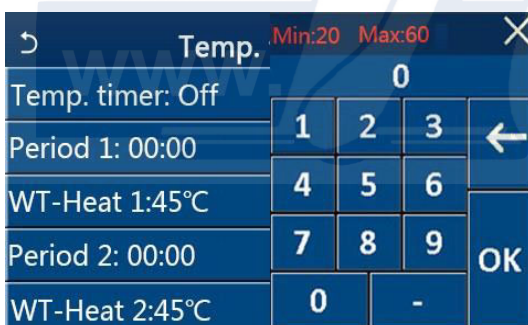 Temp.
Temp. timer: Off
Period 1: 00:00
WT-Heat 1:45℃
Period 2: 00:00
WT-Heat 2:45℃
Min:20 Max:60
0
1 2 3
4 5 6
7 8 9
OK
0 -
www.